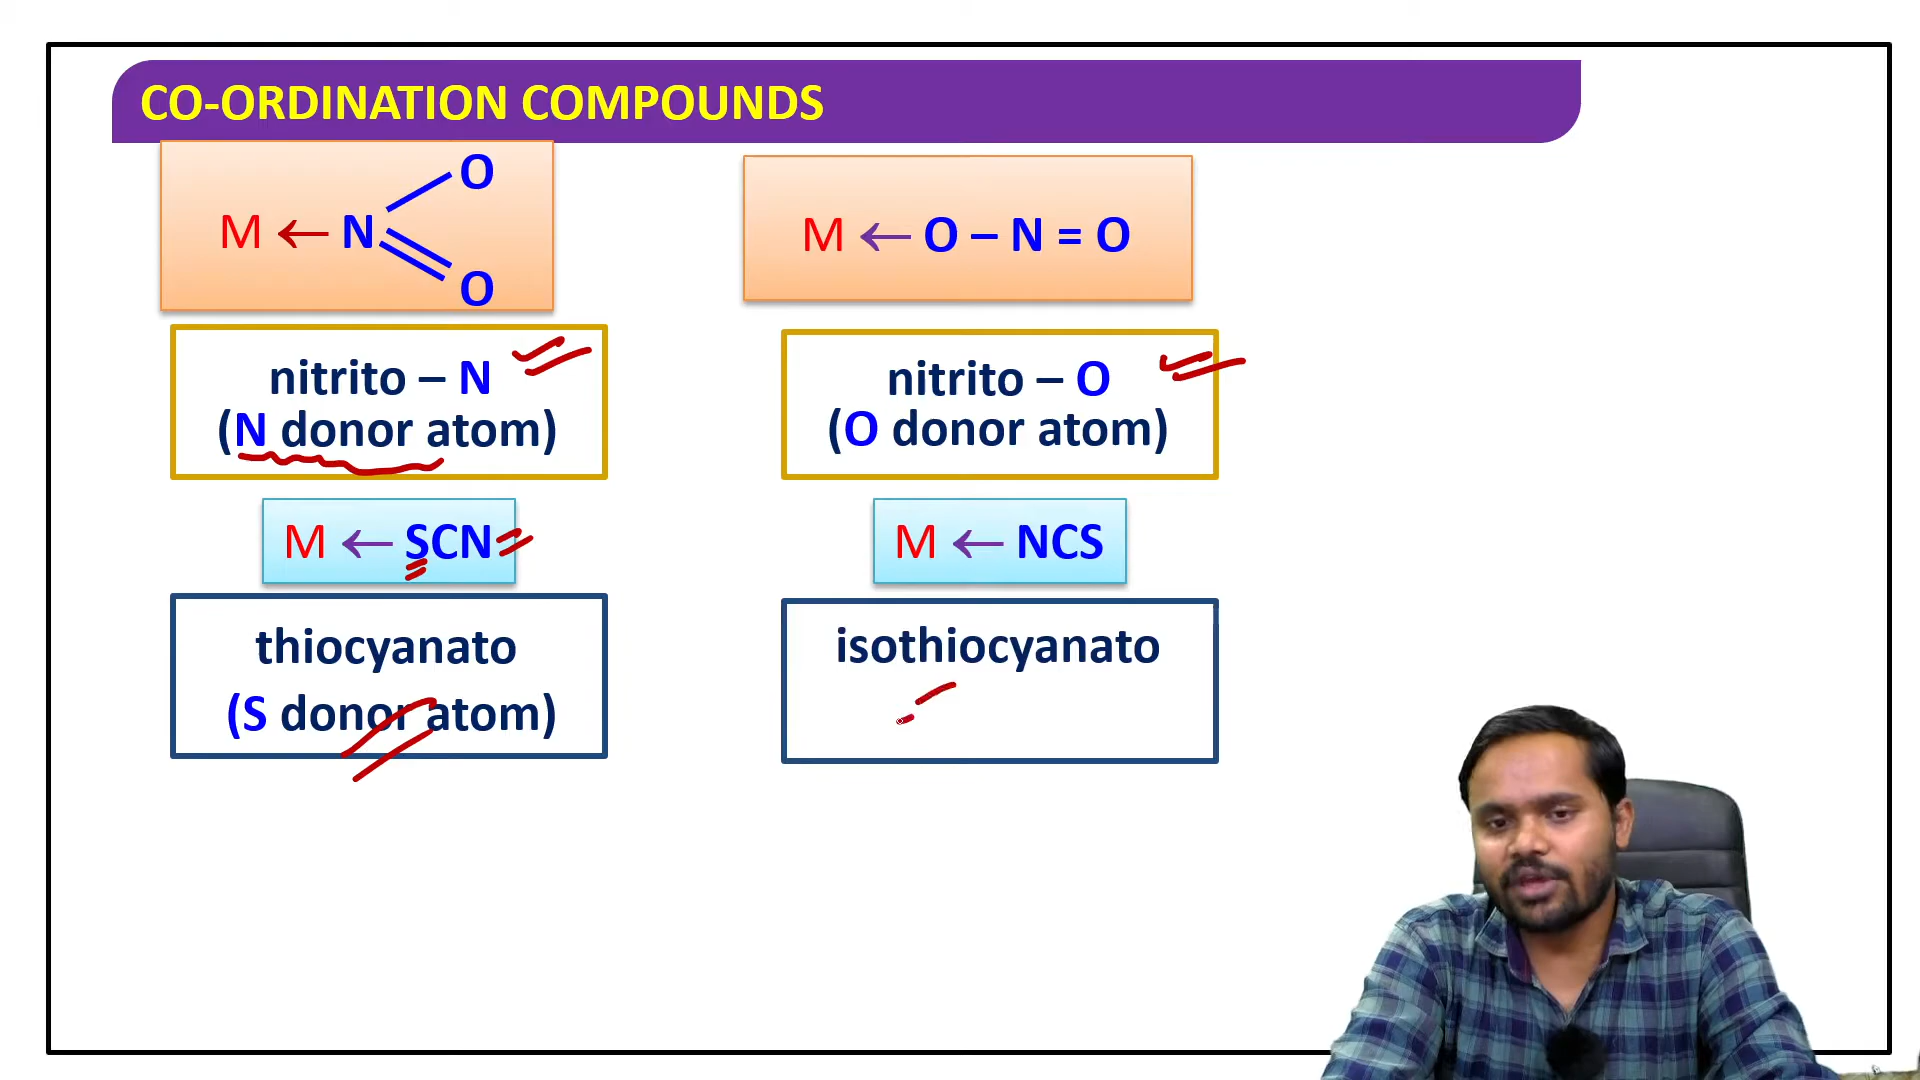 CO-ORDINATION COMPOUNDS
O
M ← N
O
M ← O – N = O
nitrito – N
(N donor atom)
nitrito – O
(O donor atom)
M ← SCN
M ← NCS
thiocyanato
(S donor atom)
isothiocyanato